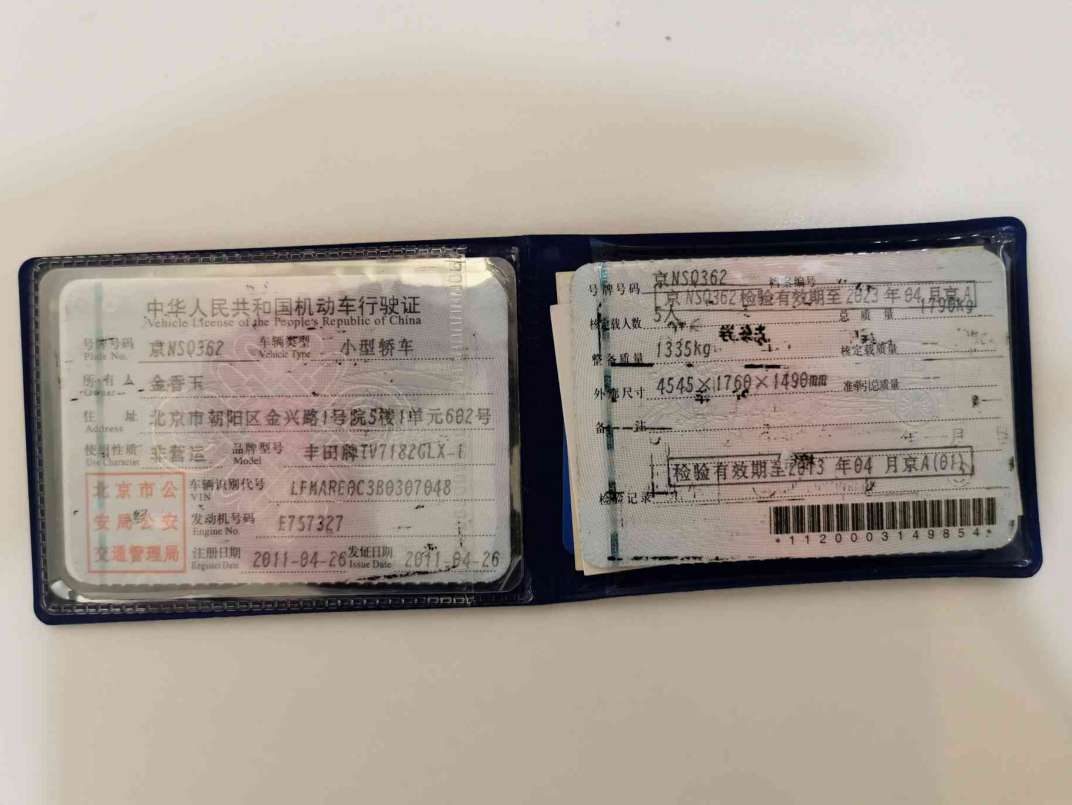 中华人民共和国机动车行驶证
Vehicle License of the People's Republic of China
号牌号码 京NSQ362 车辆类型 小型轿车
Plate No. Vehicle Type
所有人 金香玉
Owner
住址 北京市朝阳区金兴路1号院5楼1单元602号
Address
使用性质 非营运 品牌型号 丰田牌TV7182GLX-i
Use Character Model
北京市公
安局公安
交通管理局
车辆识别代号 LFMARE0C3B0307048
VIN
发动机号码 E757327
Engine No.
注册日期 2011-04-26 发证日期 2011-04-26
Register Date Issue Date
号牌号码 京NSQ362 档案编号
京NSQ362检验有效期至2023年04月京A
核定载人数 5人 总质量 1790kg
整备质量 1335kg 核定载质量
外廓尺寸 4545×1760×1490mm 准牵引总质量
备注
检验有效期至2013年04月京A(01)
检验记录
*1120003149854*